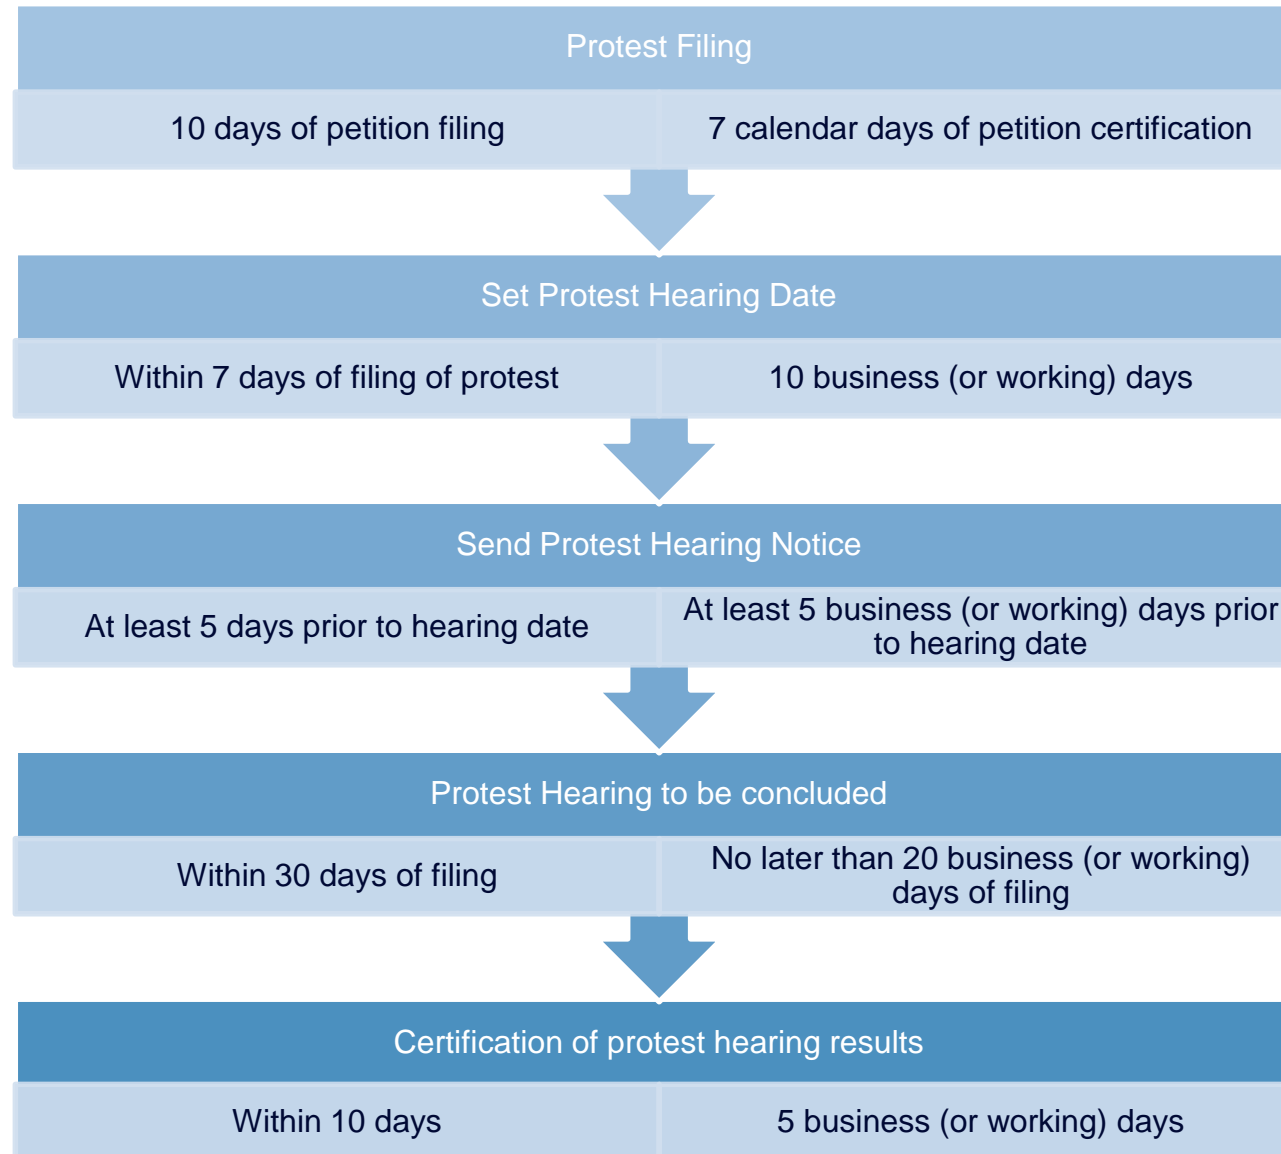 Protest Filing
10 days of petition filing
7 calendar days of petition certification
Set Protest Hearing Date
Within 7 days of filing of protest
10 business (or working) days
Send Protest Hearing Notice
At least 5 days prior to hearing date
At least 5 business (or working) days prior
to hearing date
Protest Hearing to be concluded
Within 30 days of filing
No later than 20 business (or working)
days of filing
Certification of protest hearing results
Within 10 days
5 business (or working) days